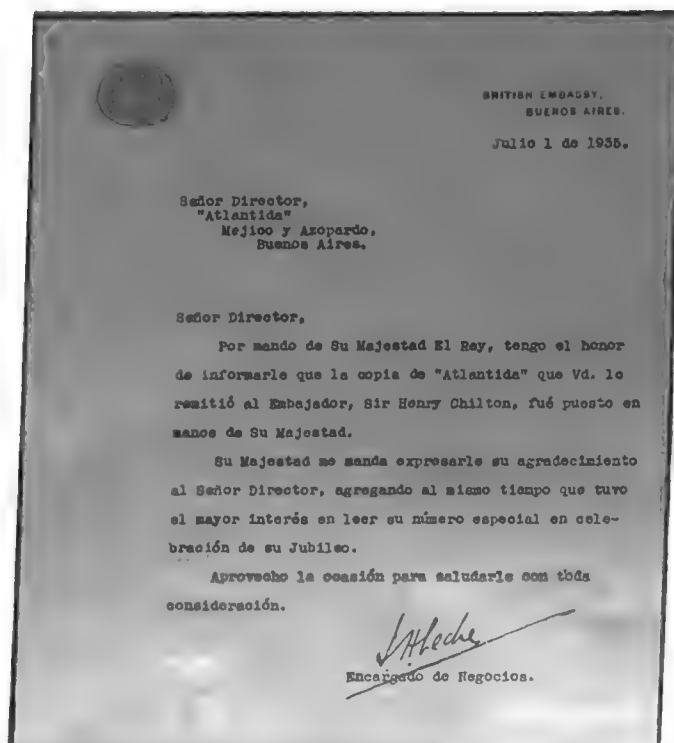 BRITISH EMBASSY,
BUENOS AIRES.
Julio 1 de 1935.
Señor Director,
"Atlantida"
Mejico y Azopardo,
Buenos Aires.
Señor Director,
Por mando de Su Majestad El Rey, tengo el honor
de informarle que la copia de "Atlantida" que Vd. le
remitió al Embajador, Sir Henry Chilton, fué puesto en
manos de Su Majestad.
Su Majestad me manda expresarle su agradecimiento
al Señor Director, agregando al mismo tiempo que tuvo
el mayor interés en leer su número especial en cele-
bración de su Jubileo.
Aprovecho la ocasión para saludarle con toda
consideración.
Encargado de Negocios.